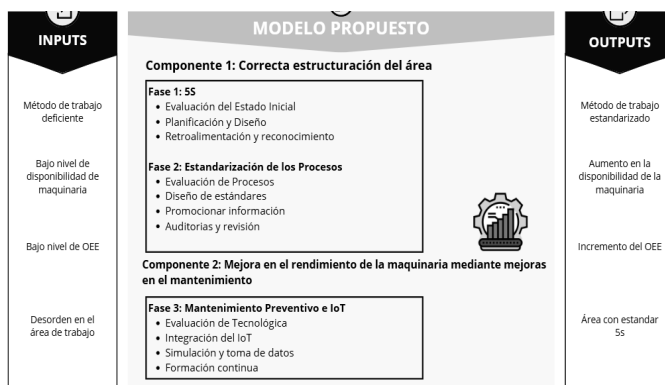 INPUTS
Método de trabajo
deficiente
Bajo nivel de
disponibilidad de
maquinaria
Bajo nivel de OEE
Desorden en el
área de trabajo
MODELO PROPUESTO
Componente 1: Correcta estructuración del área
Fase 1: 5S
• Evaluación del Estado Inicial
• Planificación y Diseño
• Retroalimentación y reconocimiento
Fase 2: Estandarización de los Procesos
• Evaluación de Procesos
• Diseño de estándares
• Promocionar información
• Auditorias y revisión
Componente 2: Mejora en el rendimiento de la maquinaria mediante mejoras
en el mantenimiento
Fase 3: Mantenimiento Preventivo e IoT
• Evaluación de Tecnológica
• Integración del IoT
• Simulación y toma de datos
• Formación continua
OUTPUTS
Método de trabajo
estandarizado
Aumento en la
disponibilidad de la
maquinaria
Incremento del OEE
Área con estandar
5s